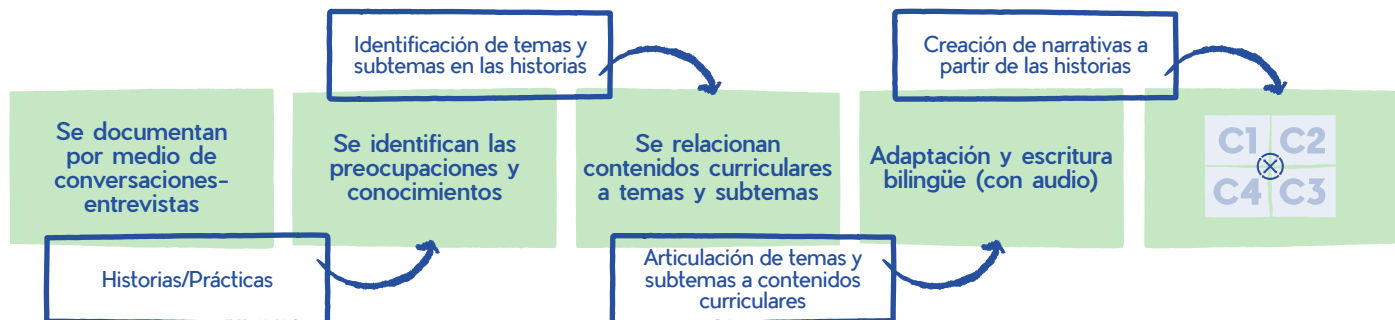 Identificación de temas y
subtemas en las historias
Creación de narrativas a
partir de las historias
Se documentan
por medio de
conversaciones-
entrevistas
Se identifican las
preocupaciones y
conocimientos
Se relacionan
contenidos curriculares
a temas y subtemas
Adaptación y escritura
bilingüe (con audio)
C1 C2
C4 C3
Historias/Prácticas
Articulación de temas y
subtemas a contenidos
curriculares